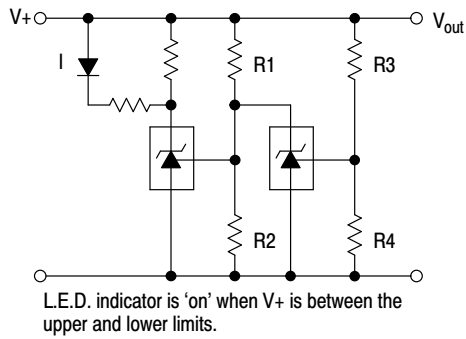 V+
Vout
I
R1
R3
R2
R4
L.E.D. indicator is ‘on’ when V+ is between the
upper and lower limits.